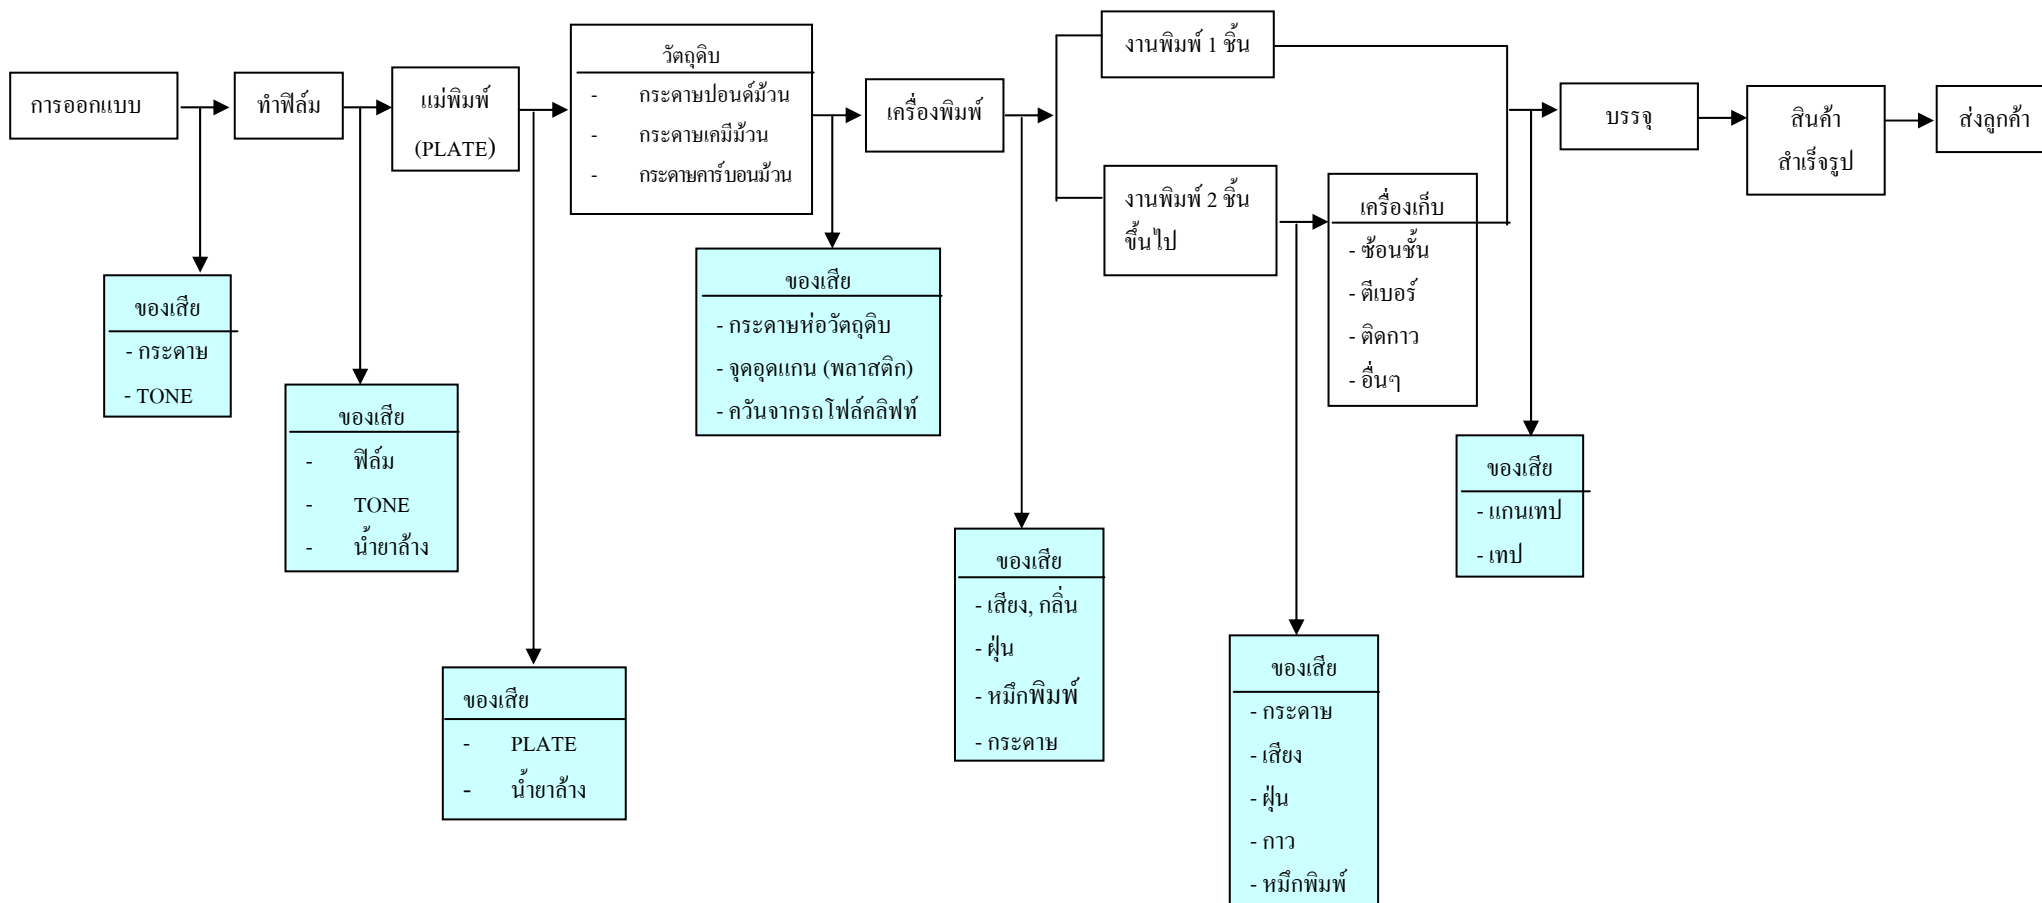 การออกแบบ
ทำฟิล์ม
แม่พิมพ์
(PLATE)
วัตถุดิบ
- กระดาษปอนด์ม้วน
- กระดาษเคมีม้วน
- กระดาษคาร์บอนม้วน
เครื่องพิมพ์
งานพิมพ์ 1 ชิ้น
งานพิมพ์ 2 ชิ้น
ขึ้นไป
เครื่องเก็บ
- ซ้อนชั้น
- ตีเบอร์
- ติดกาว
- อื่นๆ
บรรจุ
สินค้า
สำเร็จรูป
ส่งลูกค้า
ของเสีย
- กระดาษ
- TONE
ของเสีย
- ฟิล์ม
- TONE
- น้ำยาล้าง
ของเสีย
- PLATE
- น้ำยาล้าง
ของเสีย
- กระดาษห่อวัตถุดิบ
- จุดอุดแกน (พลาสติก)
- ควันจากรถโฟล์คลิฟท์
ของเสีย
- เสียง, กลิ่น
- ฝุ่น
- หมึกพิมพ์
- กระดาษ
ของเสีย
- กระดาษ
- เสียง
- ฝุ่น
- กาว
- หมึกพิมพ์
ของเสีย
- แกนเทป
- เทป